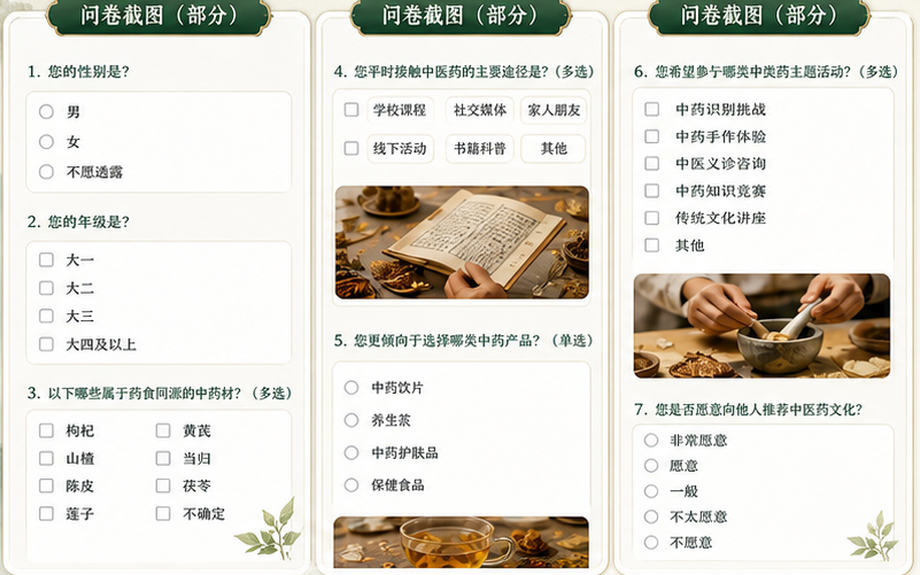 问卷截图（部分）
1. 您的性别是？
男
女
不愿透露
2. 您的年级是？
大一
大二
大三
大四及以上
3. 以下哪些属于药食同源的中药材？（多选）
枸杞 黄芪
山楂 当归
陈皮 茯苓
莲子 不确定
问卷截图（部分）
4. 您平时接触中医药的主要途径是？（多选）
学校课程 社交媒体 家人朋友
线下活动 书籍科普 其他
5. 您更倾向于选择哪类中药产品？（单选）
中药饮片
养生茶
中药护肤品
保健食品
问卷截图（部分）
6. 您希望参与哪类中类药主题活动？（多选）
中药识别挑战
中药手作体验
中医义诊咨询
中药知识竞赛
传统文化讲座
其他
7. 您是否愿意向他人推荐中医药文化？
非常愿意
愿意
一般
不太愿意
不愿意